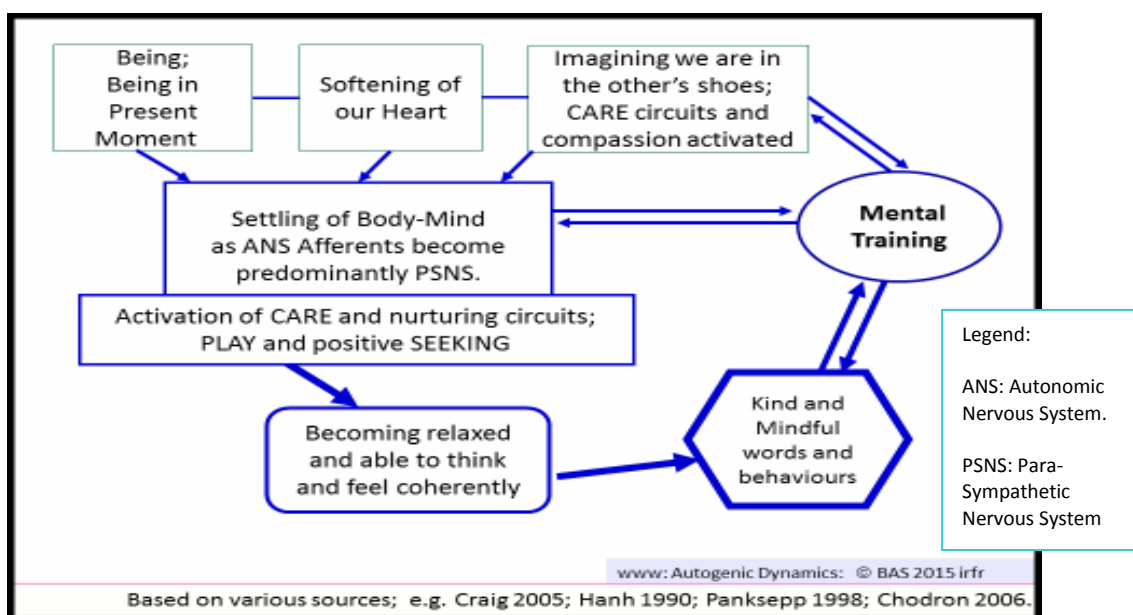 Being;
Being in
Present
Moment
Softening of
our Heart
Imagining we are in
the other's shoes;
CARE circuits and
compassion activated
Settling of Body-Mind
as ANS Afferents become
predominantly PSNS.
Mental
Training
Activation of CARE and nurturing circuits;
PLAY and positive SEEKING
Becoming relaxed
and able to think
and feel coherently
Kind and
Mindful
words and
behaviours
Legend:
ANS: Autonomic
Nervous System.
PSNS: Para-
Sympathetic
Nervous System
www: Autogenic Dynamics: © BAS 2015 irfr
Based on various sources; e.g. Craig 2005; Hanh 1990; Panksepp 1998; Chodron 2006.